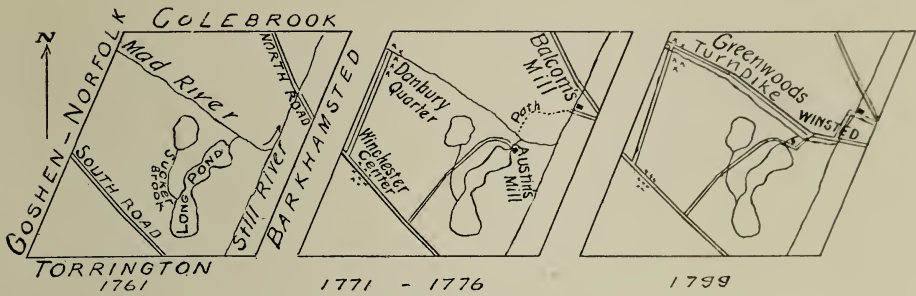 COLEBROOK
N
GOSHEN - NORFOLK
Mad River
NORTH ROAD
BARKHAMSTED
SUCKER
BROOK
LONG POND
SOUTH ROAD
Still River
TORRINGTON
1761
Danbury
Quarter
Balcom's
Mill
Path
Winchester
Center
Austin's
Mill
1771 - 1776
Greenwoods
TurnPike
WINSTED
1799